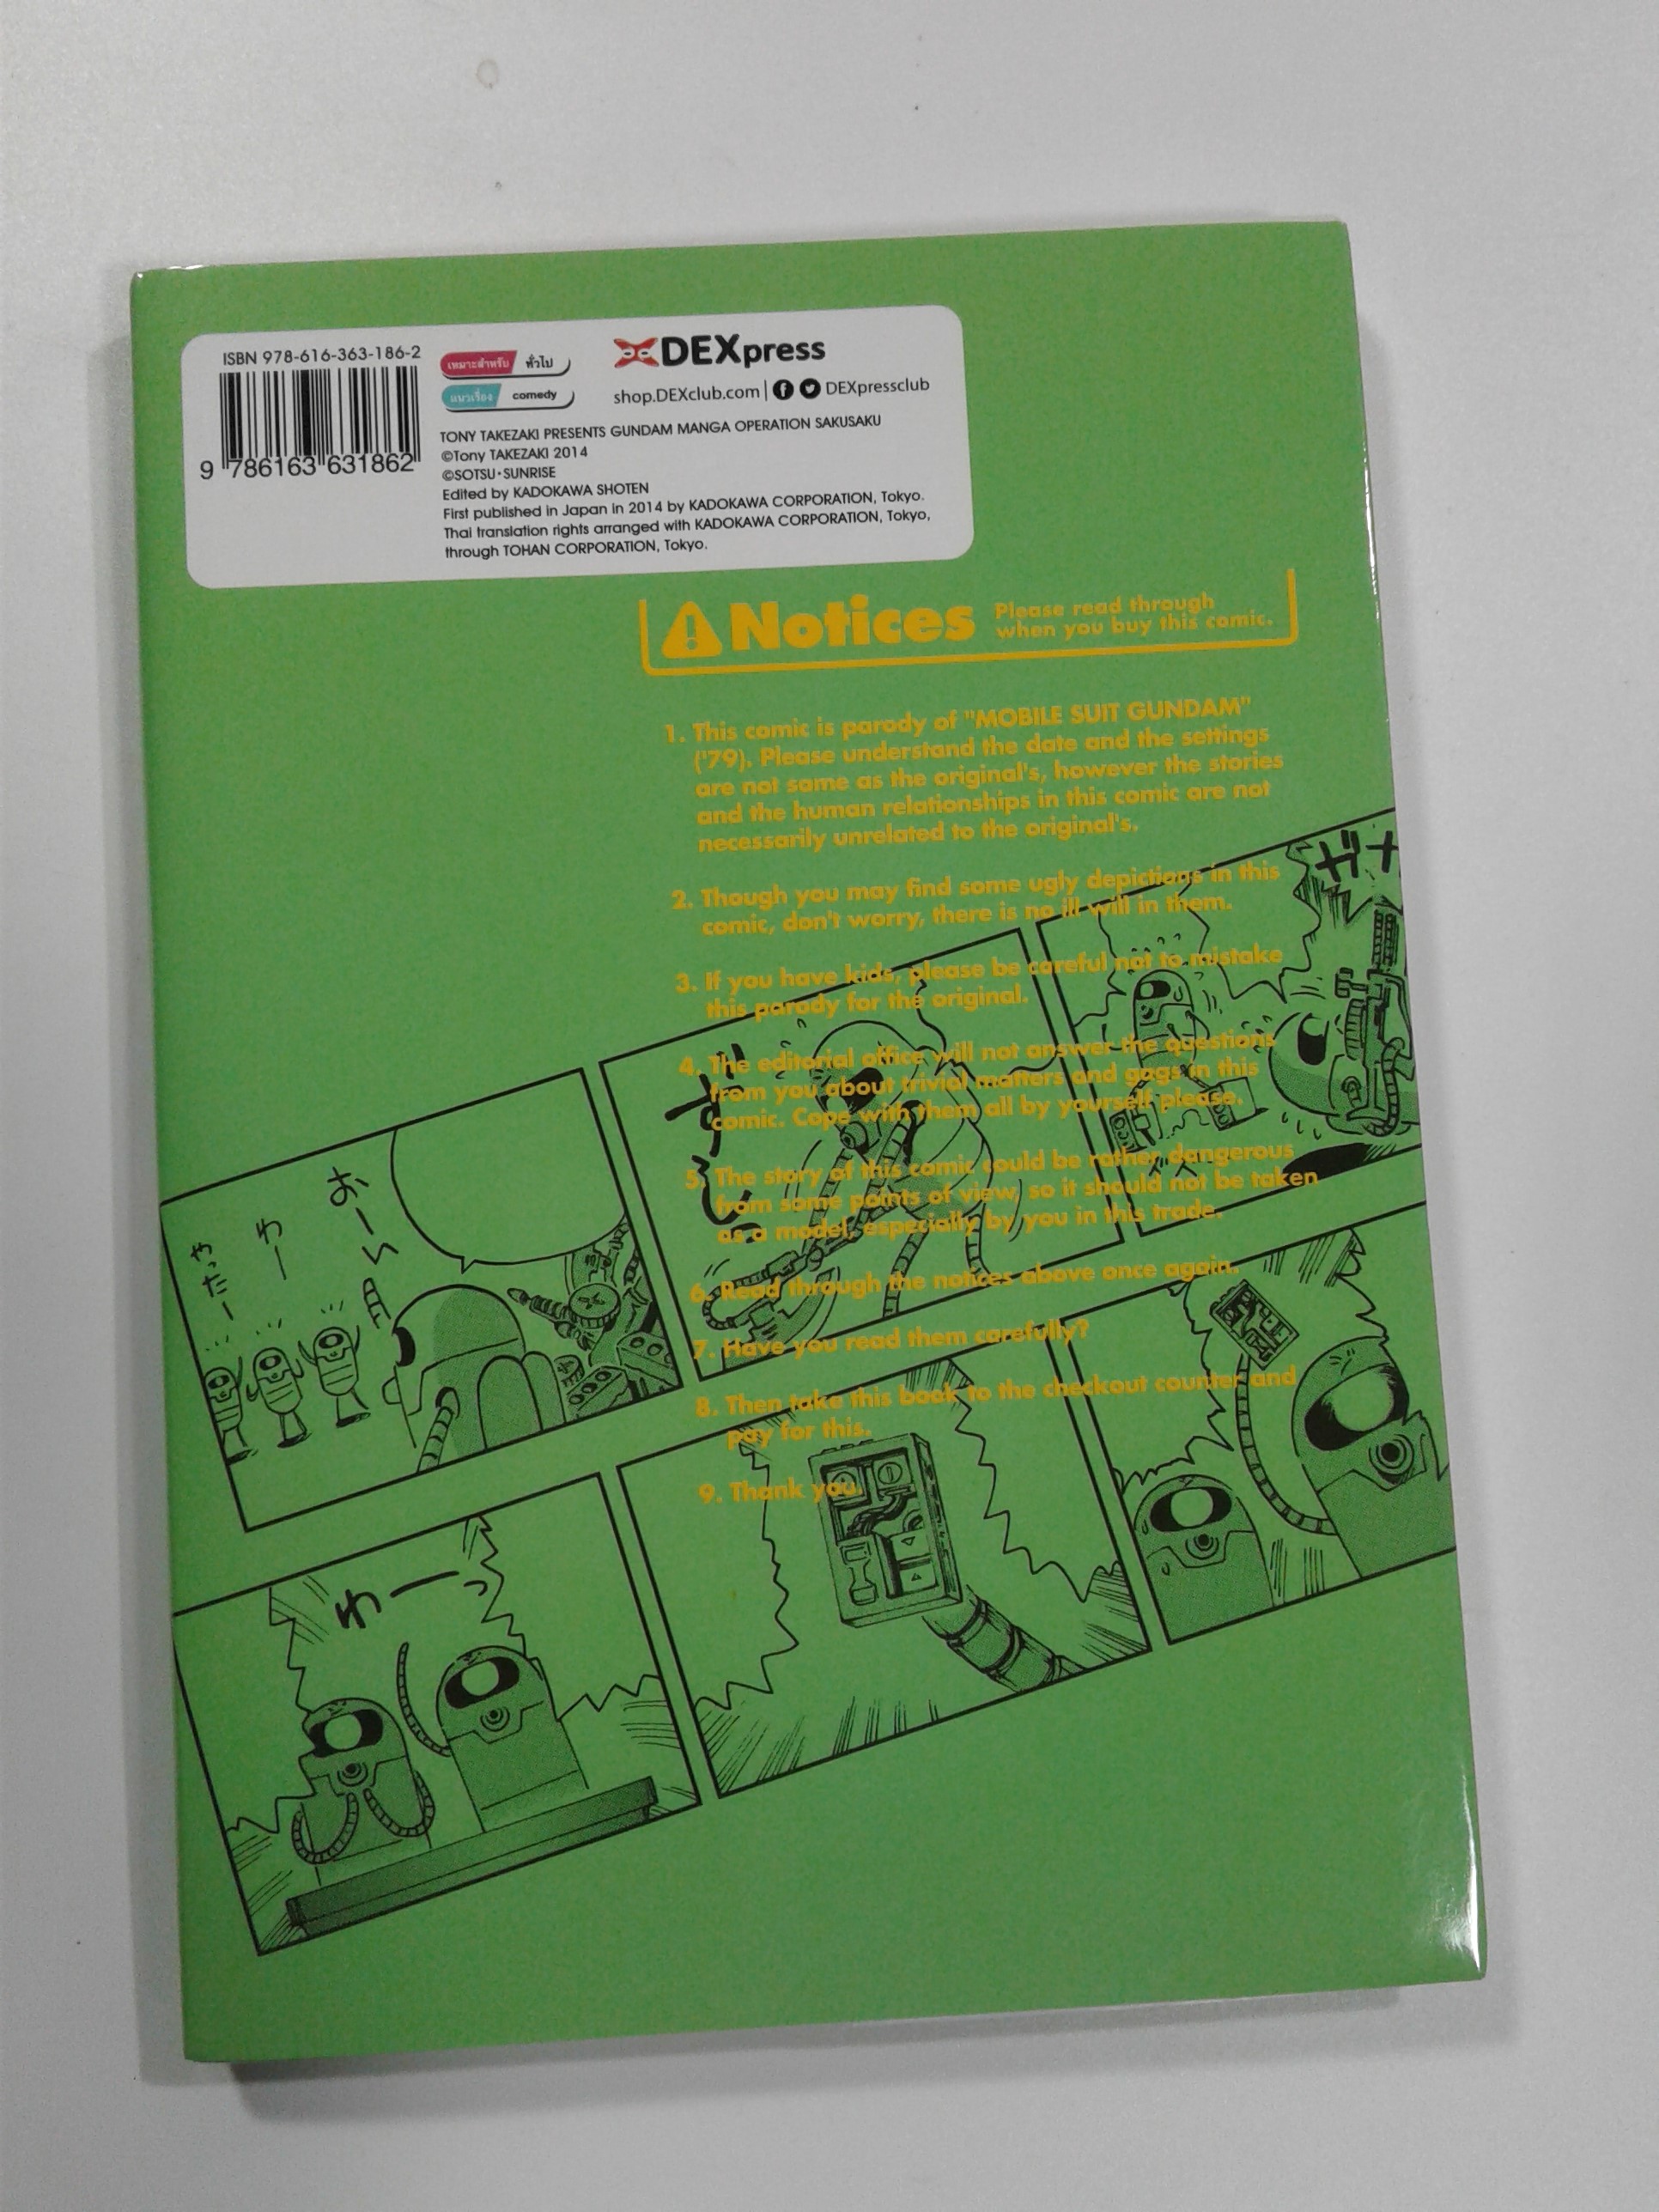 ISBN 978-616-363-186-2
9 786163 631862
เหมาะสำหรับ ทั่วไป
แนวเรื่อง comedy
DEXpress
shop.DEXclub.com | DEXpressclub
TONY TAKEZAKI PRESENTS GUNDAM MANGA OPERATION SAKUSAKU
©Tony TAKEZAKI 2014
©SOTSU・SUNRISE
Edited by KADOKAWA SHOTEN
First published in Japan in 2014 by KADOKAWA CORPORATION, Tokyo.
Thai translation rights arranged with KADOKAWA CORPORATION, Tokyo,
through TOHAN CORPORATION, Tokyo.
Notices
Please read through
when you buy this comic.
1. This comic is parody of "MOBILE SUIT GUNDAM"
('79). Please understand the date and the settings
are not same as the original's, however the stories
and the human relationships in this comic are not
necessarily unrelated to the original's.
2. Though you may find some ugly depictions in this
comic, don't worry, there is no ill will in them.
3. If you have kids, please be careful not to mistake
this parody for the original.
4. The editorial office will not answer the questions
from you about trivial matters and gags in this
comic. Cope with them all by yourself please.
5. The story of this comic could be rather dangerous
from some points of view, so it should not be taken
as a model, especially by you in this trade.
6. Read through the notices above once again.
7. Have you read them carefully?
8. Then take this book to the checkout counter and
pay for this.
9. Thank you.
おーい
わー
やったー
わーっ